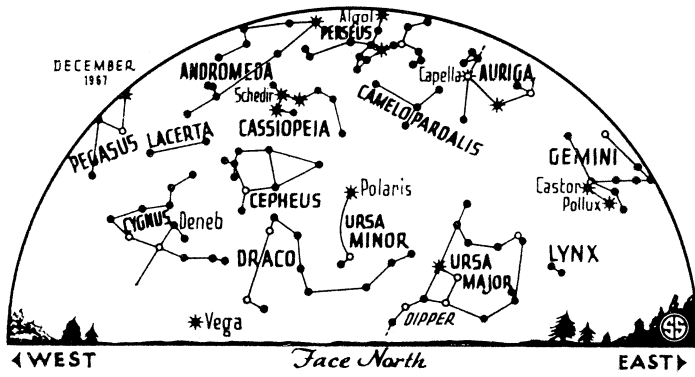 Algol
PERSEUS
DECEMBER
1967
ANDROMEDA
Capella
AURIGA
Schedir
CAMELOPARDALIS
PEGASUS
LACERTA
CASSIOPEIA
GEMINI
Castor
Pollux
CEPHEUS
Polaris
CYGNUS
Deneb
URSA
MINOR
DRACO
URSA
MAJOR
LYNX
DIPPER
Vega
SS
WEST
Face North
EAST